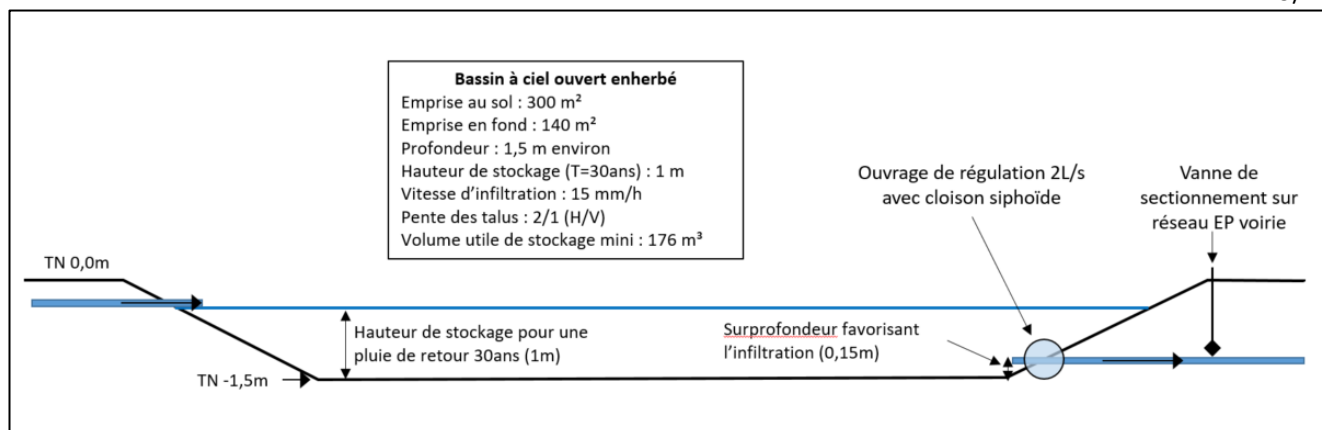 Bassin à ciel ouvert enherbé
Emprise au sol : 300 m²
Emprise en fond : 140 m²
Profondeur : 1,5 m environ
Hauteur de stockage (T=30ans) : 1 m
Vitesse d’infiltration : 15 mm/h
Pente des talus : 2/1 (H/V)
Volume utile de stockage mini : 176 m³
Ouvrage de régulation 2L/s
avec cloison siphoïde
Vanne de
sectionnement sur
réseau EP voirie
TN 0,0m
Hauteur de stockage pour une
pluie de retour 30ans (1m)
Surprofondeur favorisant
l’infiltration (0,15m)
TN -1,5m